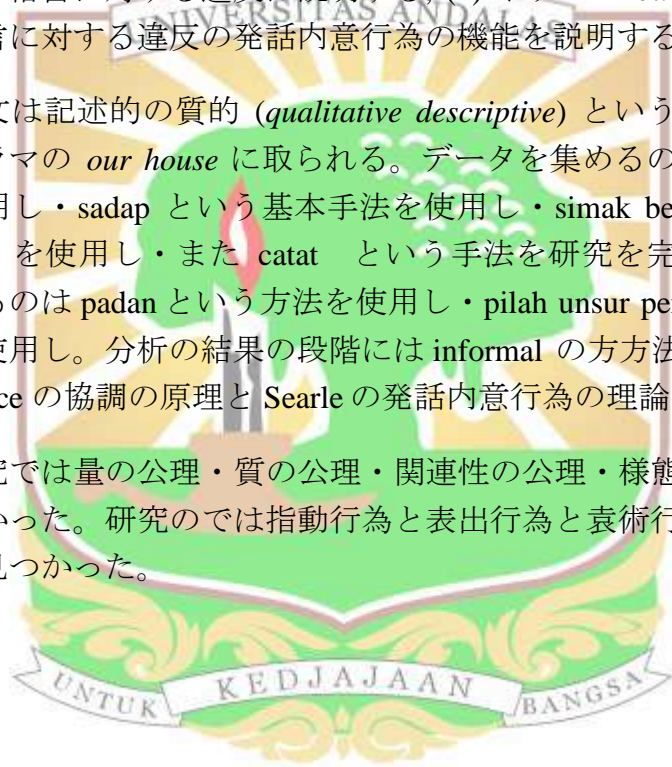 UNIVERSITAS ANDALAS
言に対する違反の発話内意行為の機能を説明する
文は記述的の質的 (qualitative descriptive) という
マの our house に取られる。データを集めるの
用し・sadap という基本手法を使用し・simak be
を使用し・また catat という手法を研究を完
のは padan という方法を使用し・pilah unsur pe
使用し。分析の結果の段階には informal の方方法
ce の協調の原理と Searle の発話内意行為の理論
究では量の公理・質の公理・関連性の公理・様態
かった。研究のでは指動行為と表出行為と袁術行
見つかった。
UNTUK KEDJAJAAN BANGSA